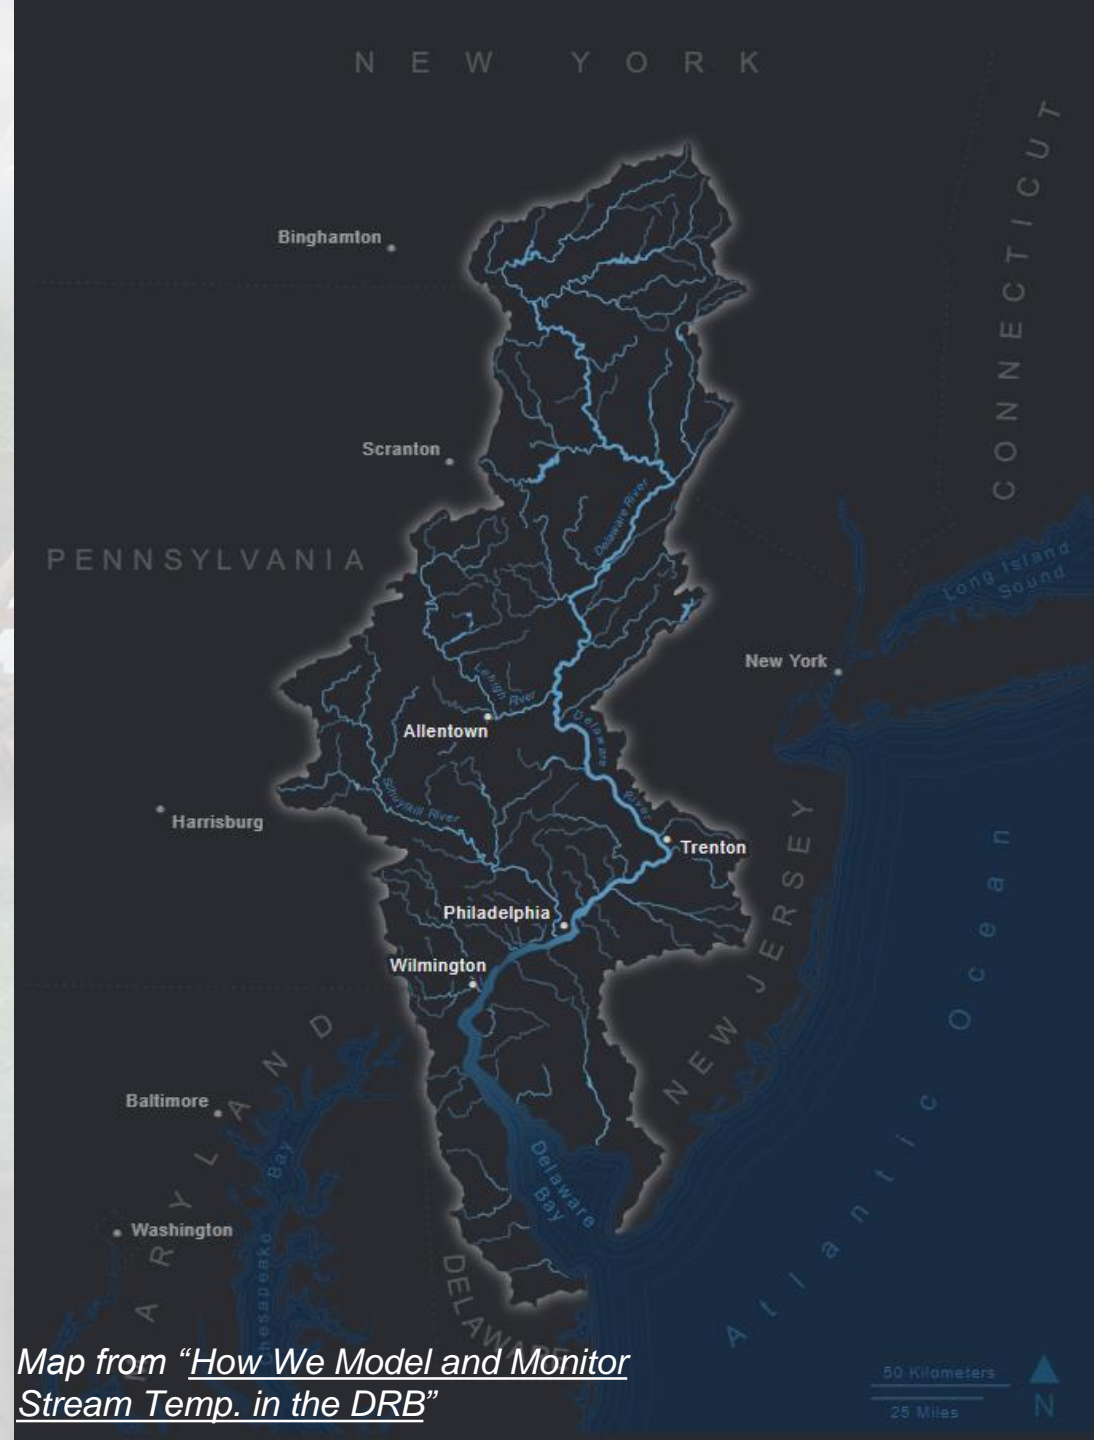 NEW YORK
CONNECTICUT
Binghamton
Scranton
Delaware River
PENNSYLVANIA
Long Island
Sound
New York
Lehigh River
Allentown
Delaware
River
Schuylkill River
Harrisburg
Trenton
NEW JERSEY
Philadelphia
Wilmington
Atlantic Ocean
MARYLAND
Baltimore
Chesapeake Bay
Delaware
Bay
Washington
DELAWARE
Map from “How We Model and Monitor
Stream Temp. in the DRB”
50 Kilometers
25 Miles
N